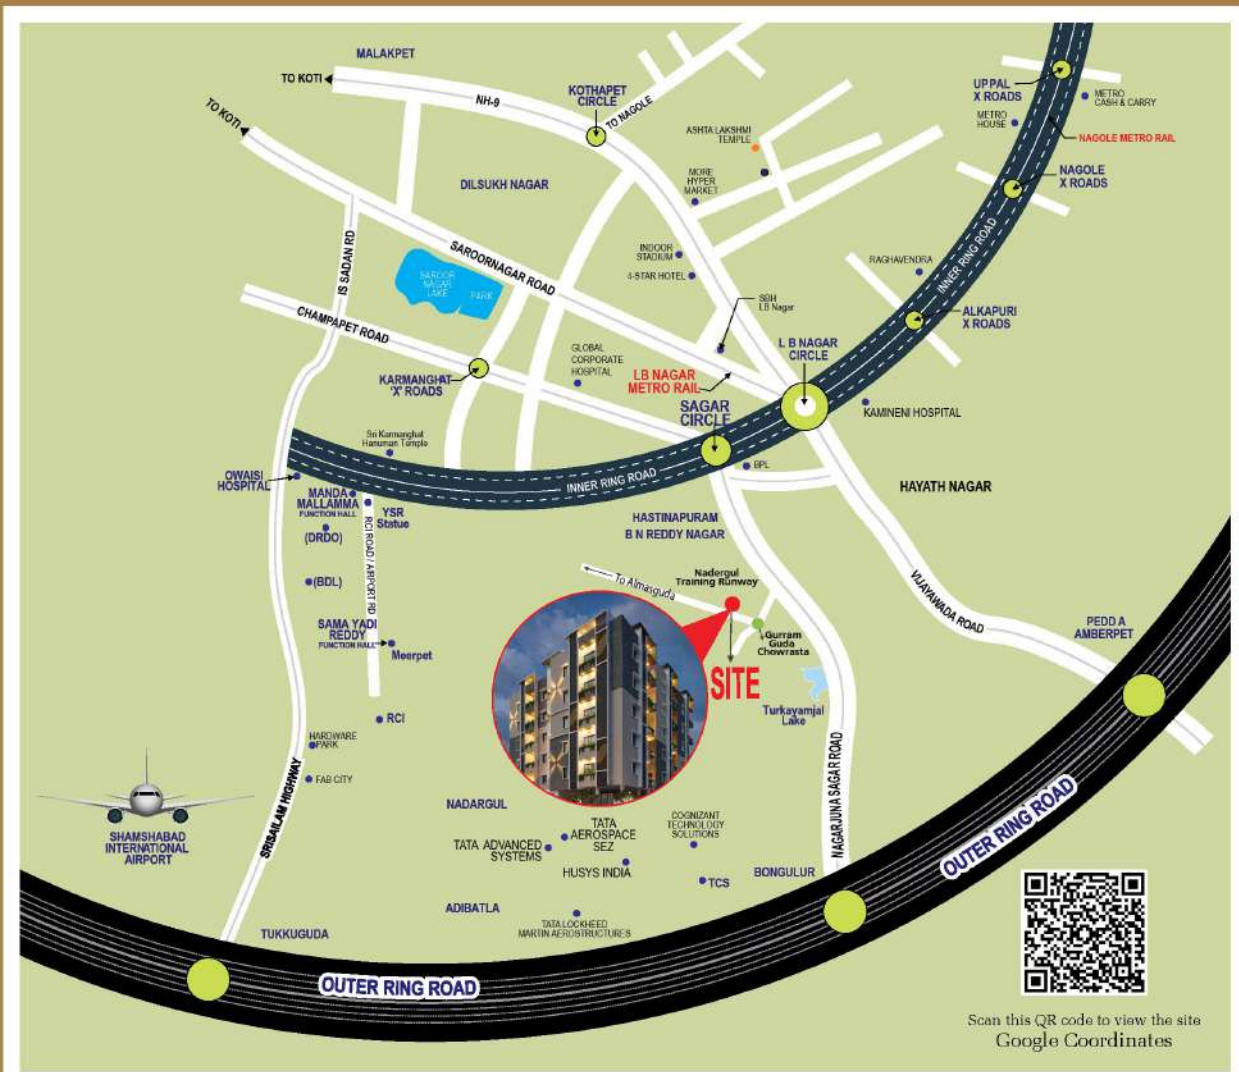 MALAKPET
TO KOTI
NH-9
KOTHAPET
CIRCLE
TO NAGOLE
TO KOTI
UPPAL
X ROADS
METRO
CASH & CARRY
METRO
HOUSE
NAGOLE METRO RAIL
ASHTA LAKSHMI
TEMPLE
NAGOLE
X ROADS
DILSUKH NAGAR
MORE
HYPER
MARKET
IS SADAN RD
SAROORNAGAR ROAD
INDOOR
STADIUM
4-STAR HOTEL
RAGHAVENDRA
INNER RING ROAD
SAROOR
NAGAR
LAKE
PARK
SBH
LB Nagar
ALKAPURI
X ROADS
CHAMPAPET ROAD
L B NAGAR
CIRCLE
GLOBAL
CORPORATE
HOSPITAL
KARMANGHAT
'X' ROADS
LB NAGAR
METRO RAIL
SAGAR
CIRCLE
KAMINENI HOSPITAL
Sri Karmanghat
Hanuman Temple
BPL
INNER RING ROAD
OWAISI
HOSPITAL
HAYATH NAGAR
MANDA
MALLAMMA
FUNCTION HALL
YSR
Statue
(DRDO)
RCI ROAD / AIRPORT RD
HASTINAPURAM
B N REDDY NAGAR
(BDL)
To Almasguda
Nadergul
Training Runway
VIJAYAWADA ROAD
SAMA YADI
REDDY
FUNCTION HALL
Meerpet
Gurram
Guda
Chowrasta
PEDD A
AMBERPET
SITE
Turkayamjal
Lake
RCI
HARDWARE
PARK
FAB CITY
SRISAILAM HIGHWAY
NAGARJUNA SAGAR ROAD
SHAMSHABAD
INTERNATIONAL
AIRPORT
NADARGUL
TATA
AEROSPACE
SEZ
COGNIZANT
TECHNOLOGY
SOLUTIONS
TATA ADVANCED
SYSTEMS
HUSYS INDIA
TCS
BONGULUR
OUTER RING ROAD
ADIBATLA
TATA LOCKHEED
MARTIN AEROSTRUCTURES
TUKKUGUDA
OUTER RING ROAD
Scan this QR code to view the site
Google Coordinates